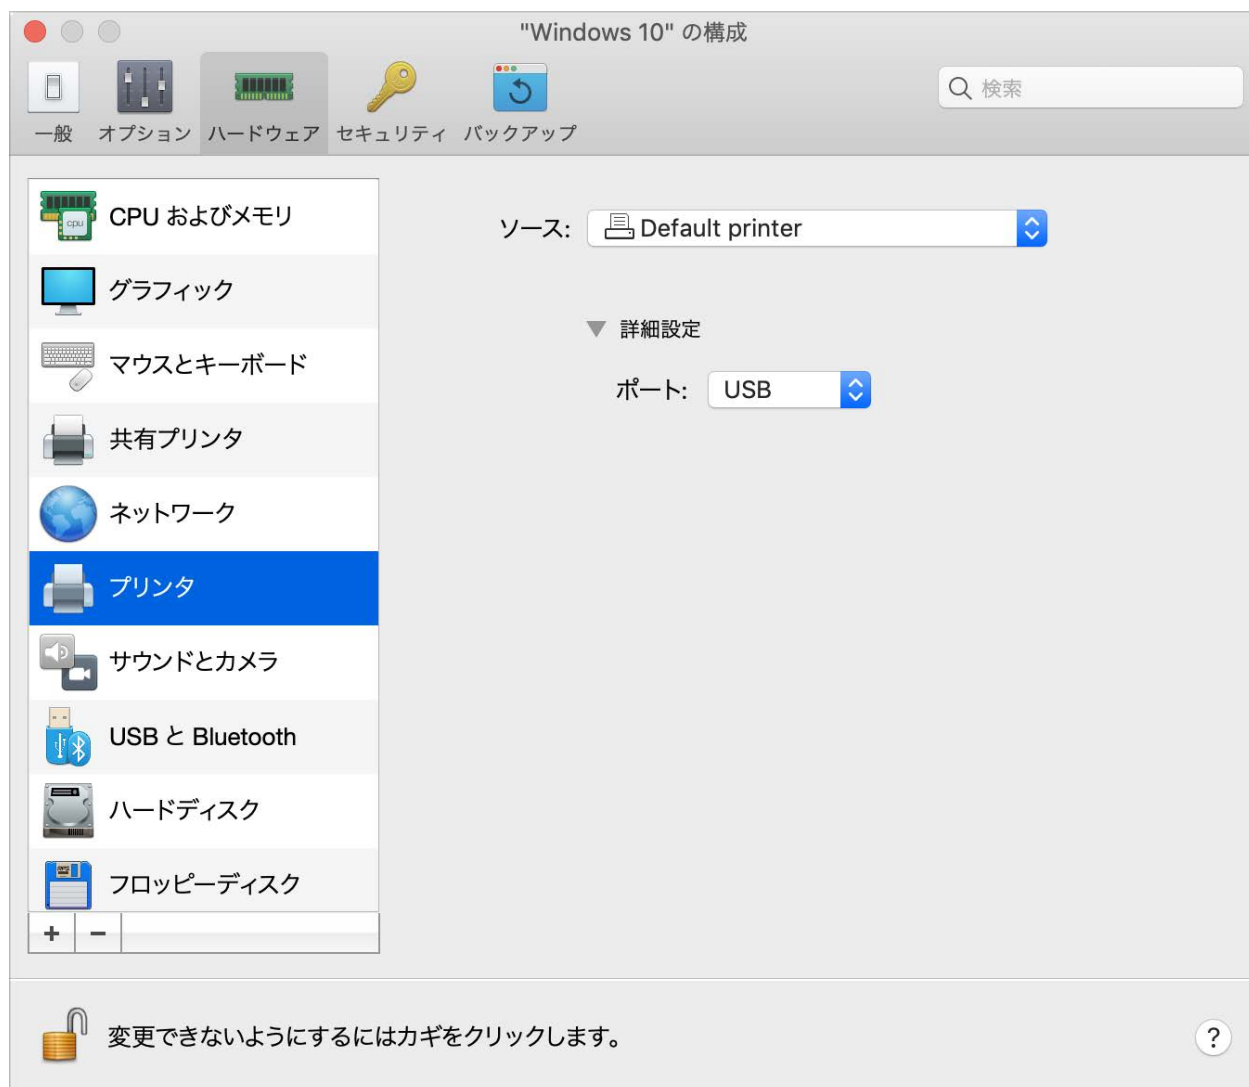 "Windows 10" の構成
一般 オプション ハードウェア セキュリティ バックアップ
検索
CPU およびメモリ
グラフィック
マウスとキーボード
共有プリンタ
ネットワーク
プリンタ
サウンドとカメラ
USB と Bluetooth
ハードディスク
フロッピーディスク
+ −
ソース: Default printer
▼ 詳細設定
ポート: USB
変更できないようにするにはカギをクリックします。
?